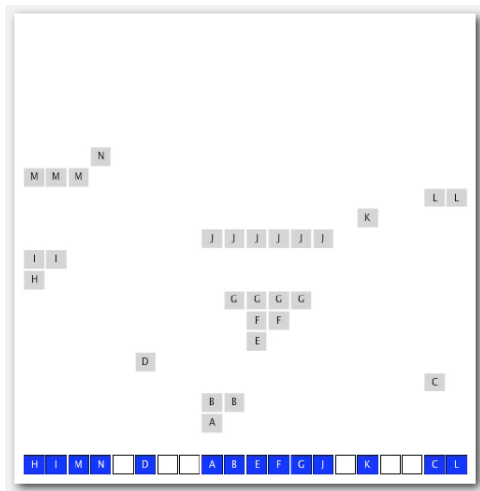 N
M M M
L L
K
J J J J J J
I I
H
G G G G
F F
E
D
C
B B
A
H I M N D A B E F G J K C L